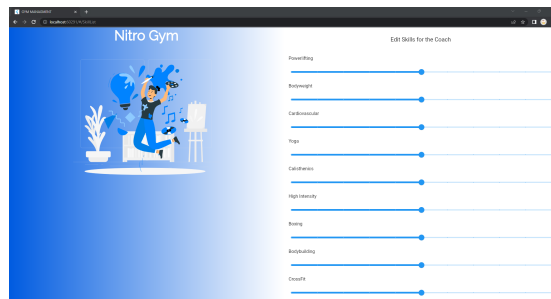 GYM MANAGEMENT
Nitro Gym
Edit Skills for the Coach
Powerlifting
Bodyweight
Cardiovascular
Yoga
Calisthenics
High Intensity
Boxing
Bodybuilding
CrossFit